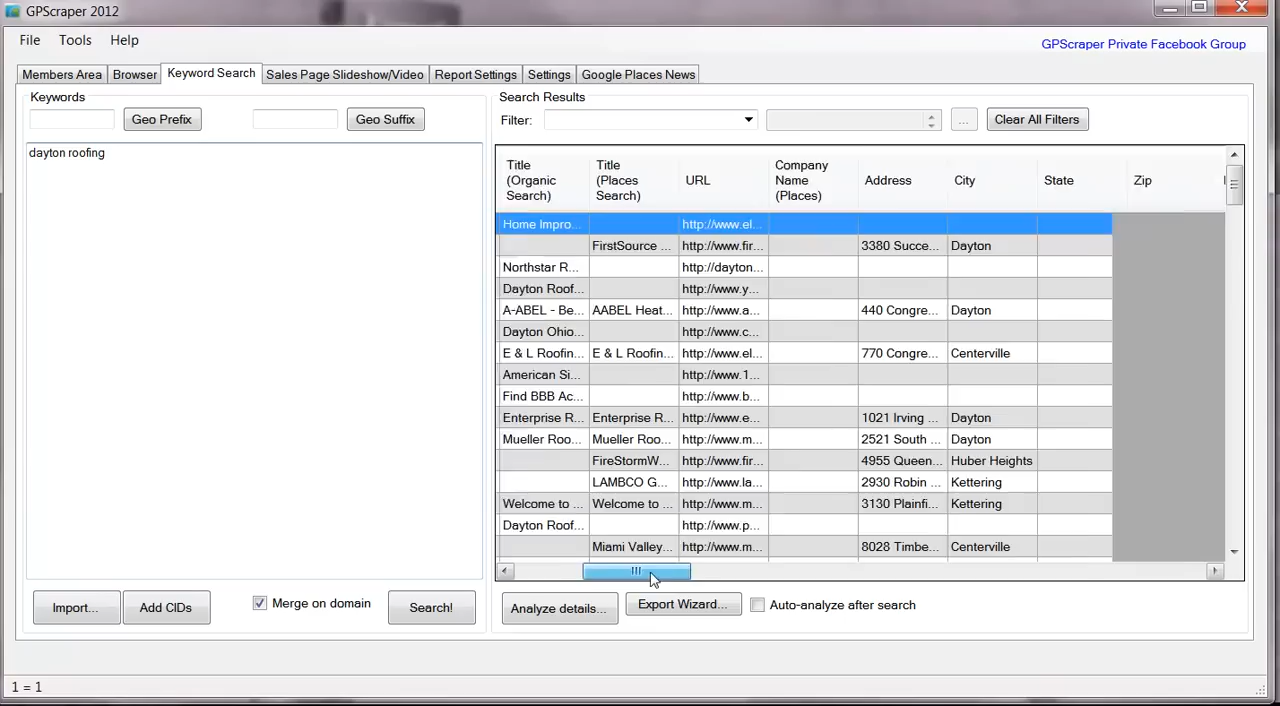 GPScraper 2012
File Tools Help
GPScraper Private Facebook Group
Members Area Browser Keyword Search Sales Page Slideshow/Video Report Settings Settings Google Places News
Keywords
Geo Prefix Geo Suffix
dayton roofing
Import... Add CIDs Merge on domain Search!
Search Results
Filter: ... Clear All Filters
Title (Organic Search) Title (Places Search) URL Company Name (Places) Address City State Zip
Home Impro... http://www.el...
FirstSource ... http://www.fir... 3380 Succe... Dayton
Northstar R... http://dayton...
Dayton Roof... http://www.y...
A-ABEL - Be... AABEL Heat... http://www.a... 440 Congre... Dayton
Dayton Ohio... http://www.c...
E & L Roofin... E & L Roofin... http://www.el... 770 Congre... Centerville
American Si... http://www.1...
Find BBB Ac... http://www.b...
Enterprise R... Enterprise R... http://www.e... 1021 Irving ... Dayton
Mueller Roo... Mueller Roo... http://www.m... 2521 South ... Dayton
FireStormW... http://www.fir... 4955 Queen... Huber Heights
LAMBCO G... http://www.la... 2930 Robin ... Kettering
Welcome to ... Welcome to ... http://www.m... 3130 Plainfi... Kettering
Dayton Roof... http://www.p...
Miami Valley... http://www.m... 8028 Timbe... Centerville
Analyze details... Export Wizard... Auto-analyze after search
1 = 1